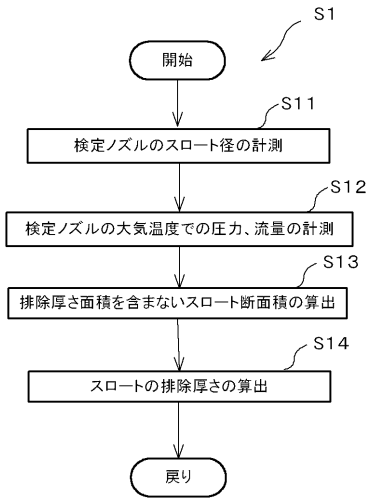 S1
開始
S11
検定ノズルのスロート径の計測
S12
検定ノズルの大気温度での圧力、流量の計測
S13
排除厚さ面積を含まないスロート断面積の算出
S14
スロートの排除厚さの算出
戻り